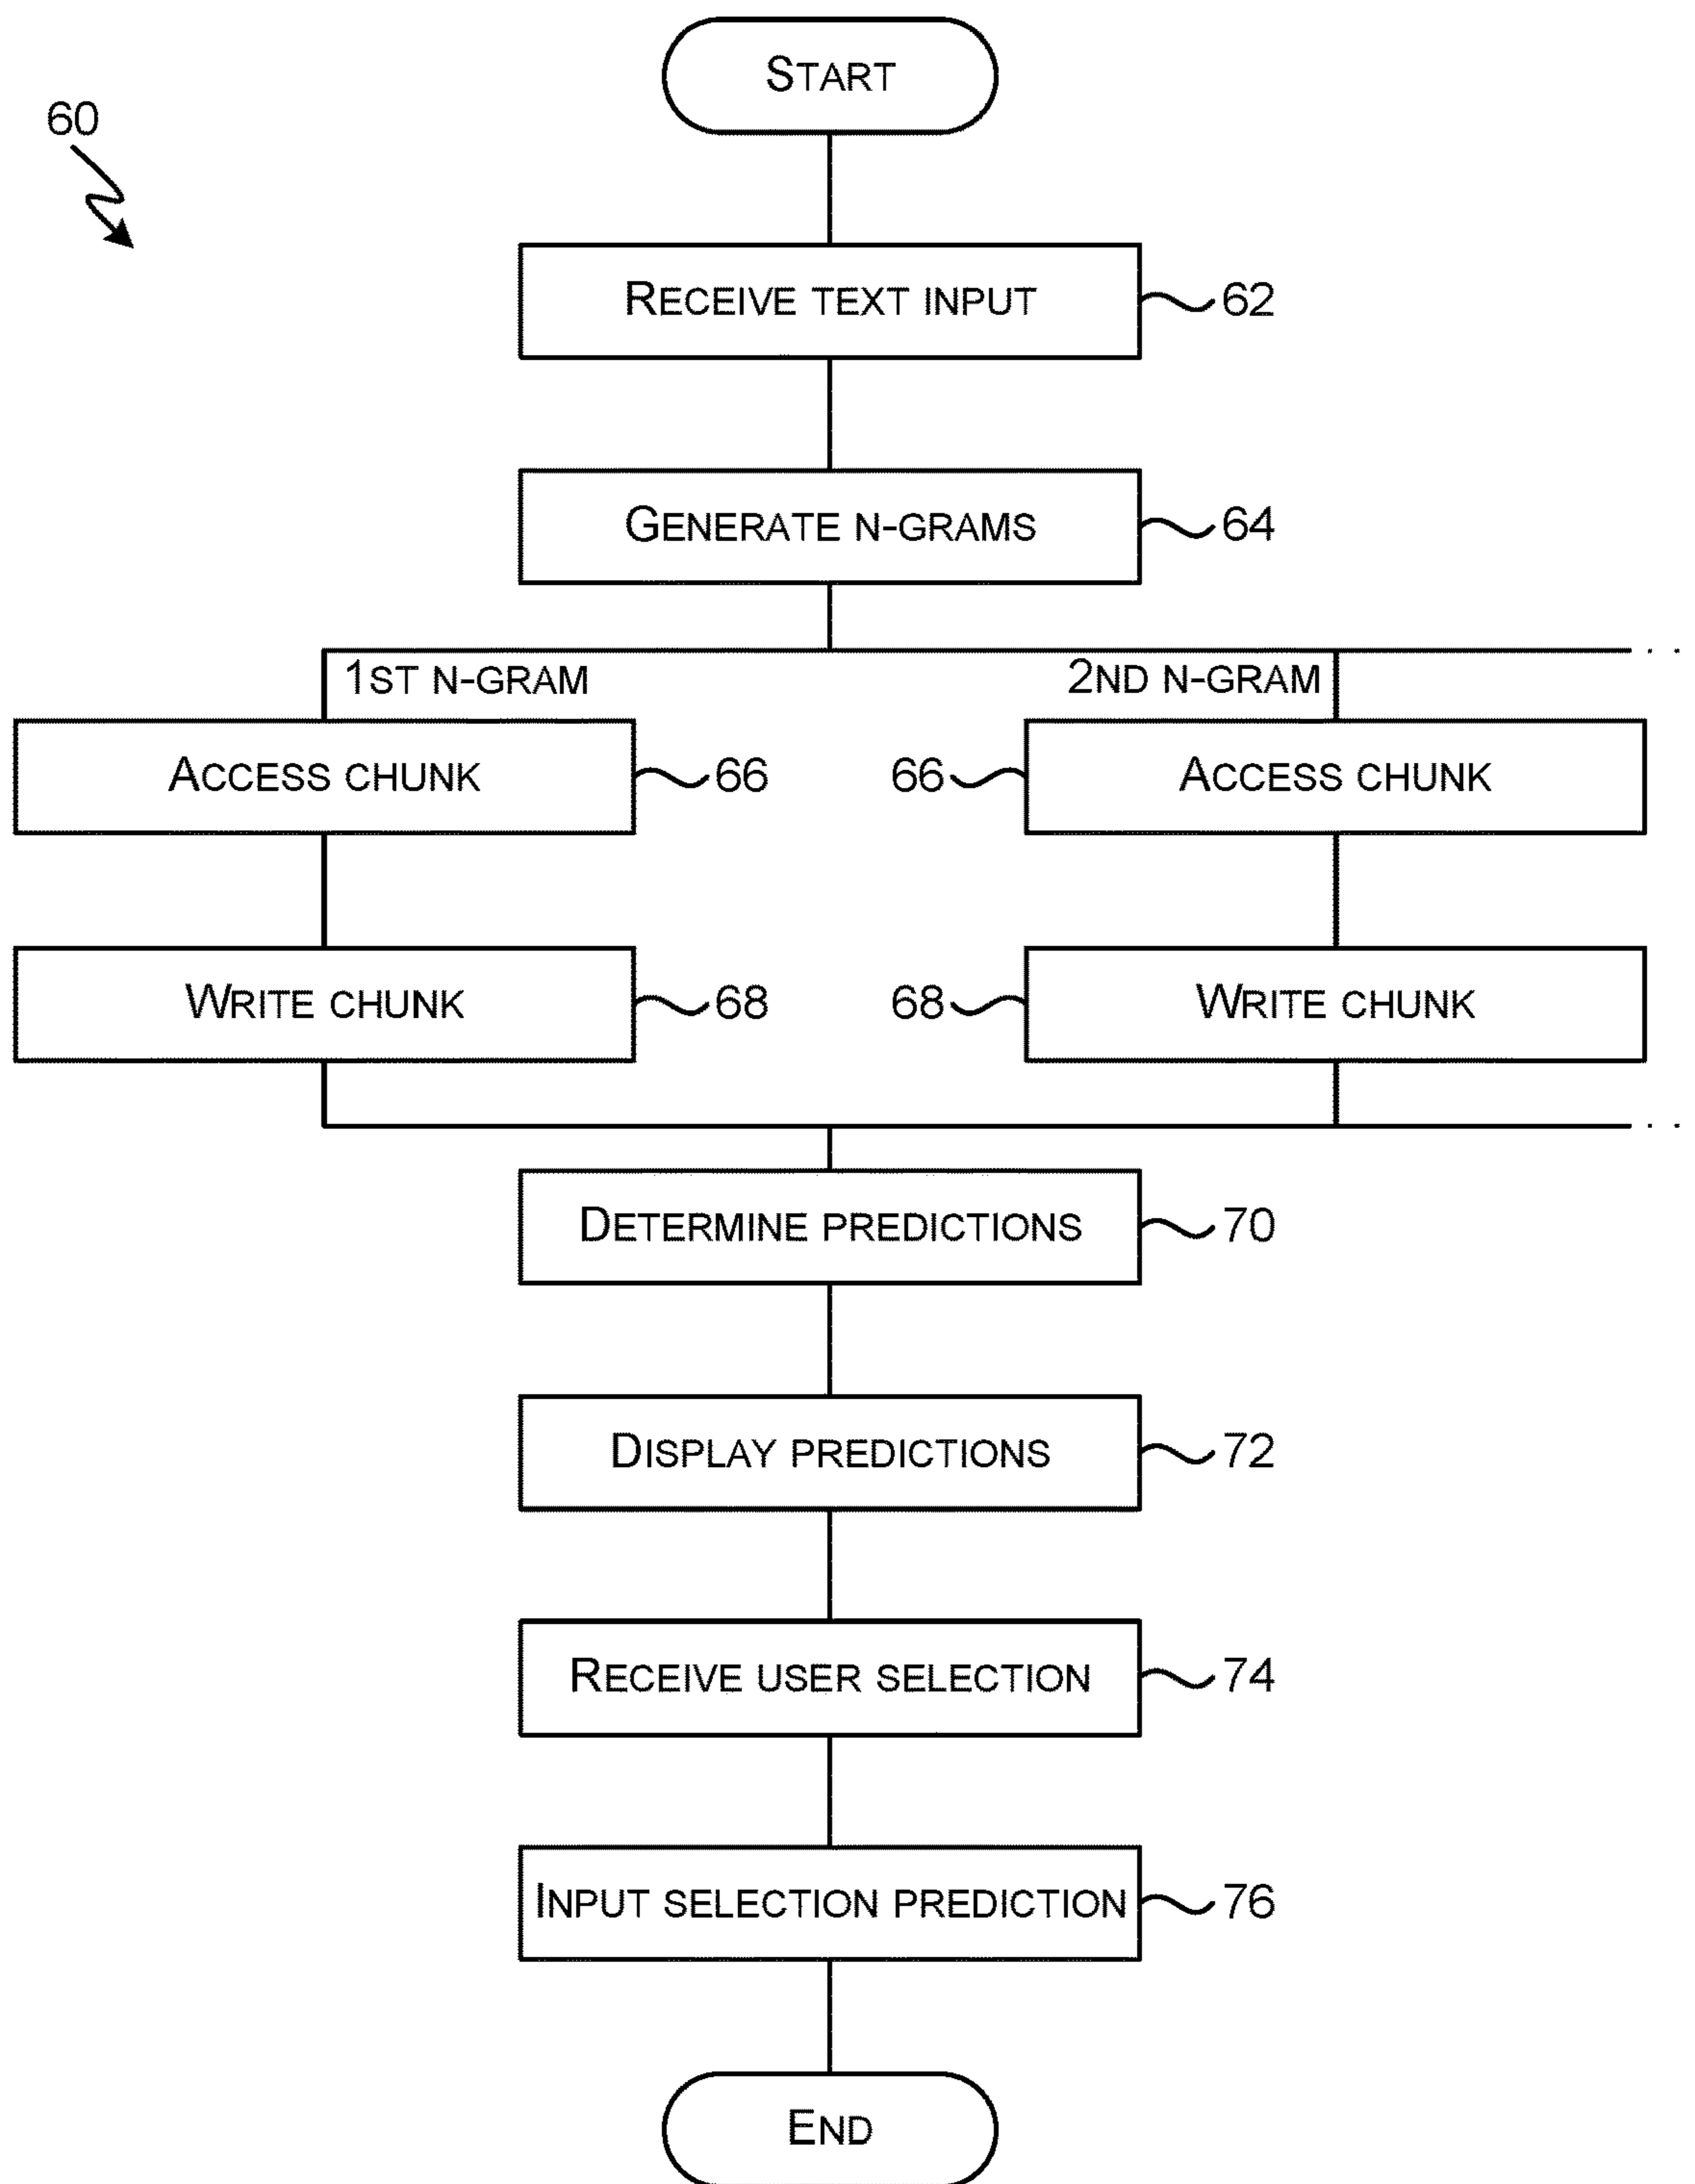 START
60
RECEIVE TEXT INPUT
62
GENERATE N-GRAMS
64
1ST N-GRAM
2ND N-GRAM
ACCESS CHUNK
66
66
ACCESS CHUNK
WRITE CHUNK
68
68
WRITE CHUNK
DETERMINE PREDICTIONS
70
DISPLAY PREDICTIONS
72
RECEIVE USER SELECTION
74
INPUT SELECTION PREDICTION
76
END